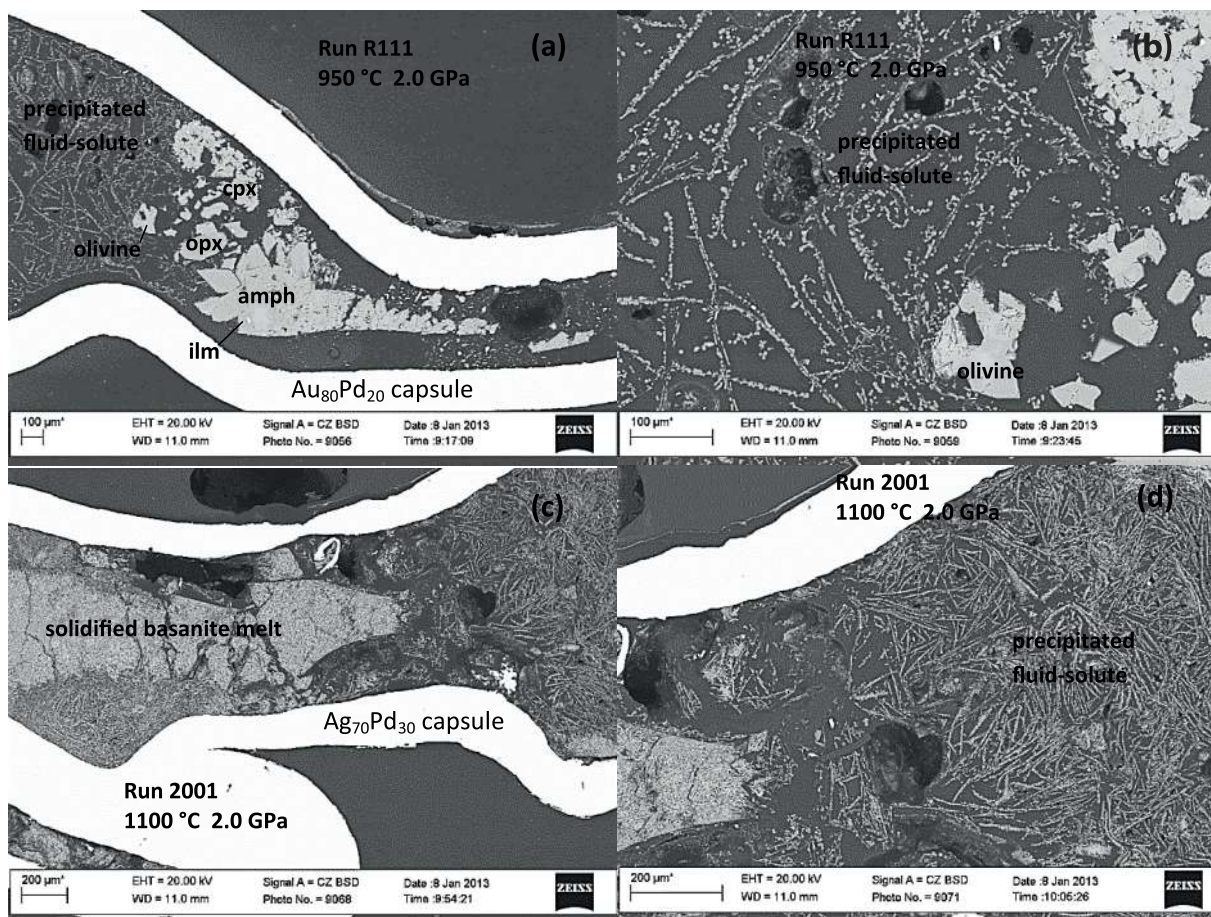 Run R111
950 °C 2.0 GPa
(a)
precipitated
fluid-solute
cpx
olivine
opx
amph
ilm
Au80Pd20 capsule
100 µm*
EHT = 20.00 kV
WD = 11.0 mm
Signal A = CZ BSD
Photo No. = 9056
Date :8 Jan 2013
Time :9:17:09
ZEISS
Run R111
950 °C 2.0 GPa
(b)
precipitated
fluid-solute
olivine
100 µm*
EHT = 20.00 kV
WD = 11.0 mm
Signal A = CZ BSD
Photo No. = 9059
Date :8 Jan 2013
Time :9:23:45
ZEISS
(c)
solidified basanite melt
Ag70Pd30 capsule
Run 2001
1100 °C 2.0 GPa
200 µm*
EHT = 20.00 kV
WD = 11.0 mm
Signal A = CZ BSD
Photo No. = 9068
Date :8 Jan 2013
Time :9:54:21
ZEISS
Run 2001
1100 °C 2.0 GPa
(d)
precipitated
fluid-solute
200 µm*
EHT = 20.00 kV
WD = 11.0 mm
Signal A = CZ BSD
Photo No. = 9071
Date :8 Jan 2013
Time :10:05:26
ZEISS